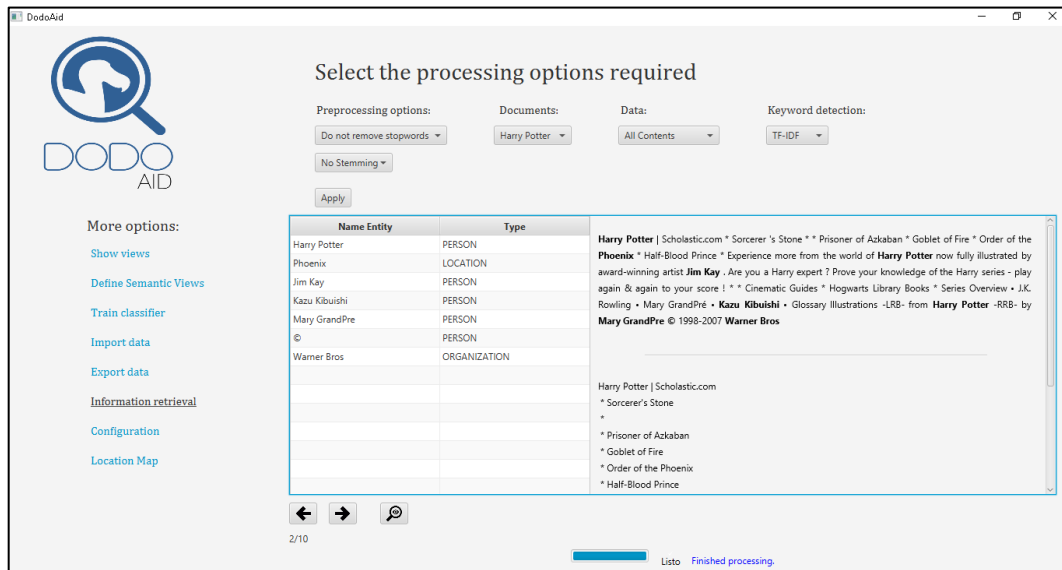 DodoAid
DODO
AID
Select the processing options required
Preprocessing options:
Documents:
Data:
Keyword detection:
Do not remove stopwords
Harry Potter
All Contents
TF-IDF
No Stemming
Apply
More options:
Show views
Define Semantic Views
Train classifier
Import data
Export data
Information retrieval
Configuration
Location Map
Name Entity Type
Harry Potter PERSON
Phoenix LOCATION
Jim Kay PERSON
Kazu Kibuishi PERSON
Mary GrandPre PERSON
© PERSON
Warner Bros ORGANIZATION
Harry Potter | Scholastic.com * Sorcerer 's Stone * * Prisoner of Azkaban * Goblet of Fire * Order of the
Phoenix * Half-Blood Prince * Experience more from the world of Harry Potter now fully illustrated by
award-winning artist Jim Kay . Are you a Harry expert ? Prove your knowledge of the Harry series - play
again & again to your score ! * * Cinematic Guides * Hogwarts Library Books * Series Overview • J.K.
Rowling • Mary GrandPré • Kazu Kibuishi • Glossary Illustrations -LRB- from Harry Potter -RRB- by
Mary GrandPre © 1998-2007 Warner Bros
Harry Potter | Scholastic.com
* Sorcerer's Stone
*
* Prisoner of Azkaban
* Goblet of Fire
* Order of the Phoenix
* Half-Blood Prince
2/10
Listo Finished processing.